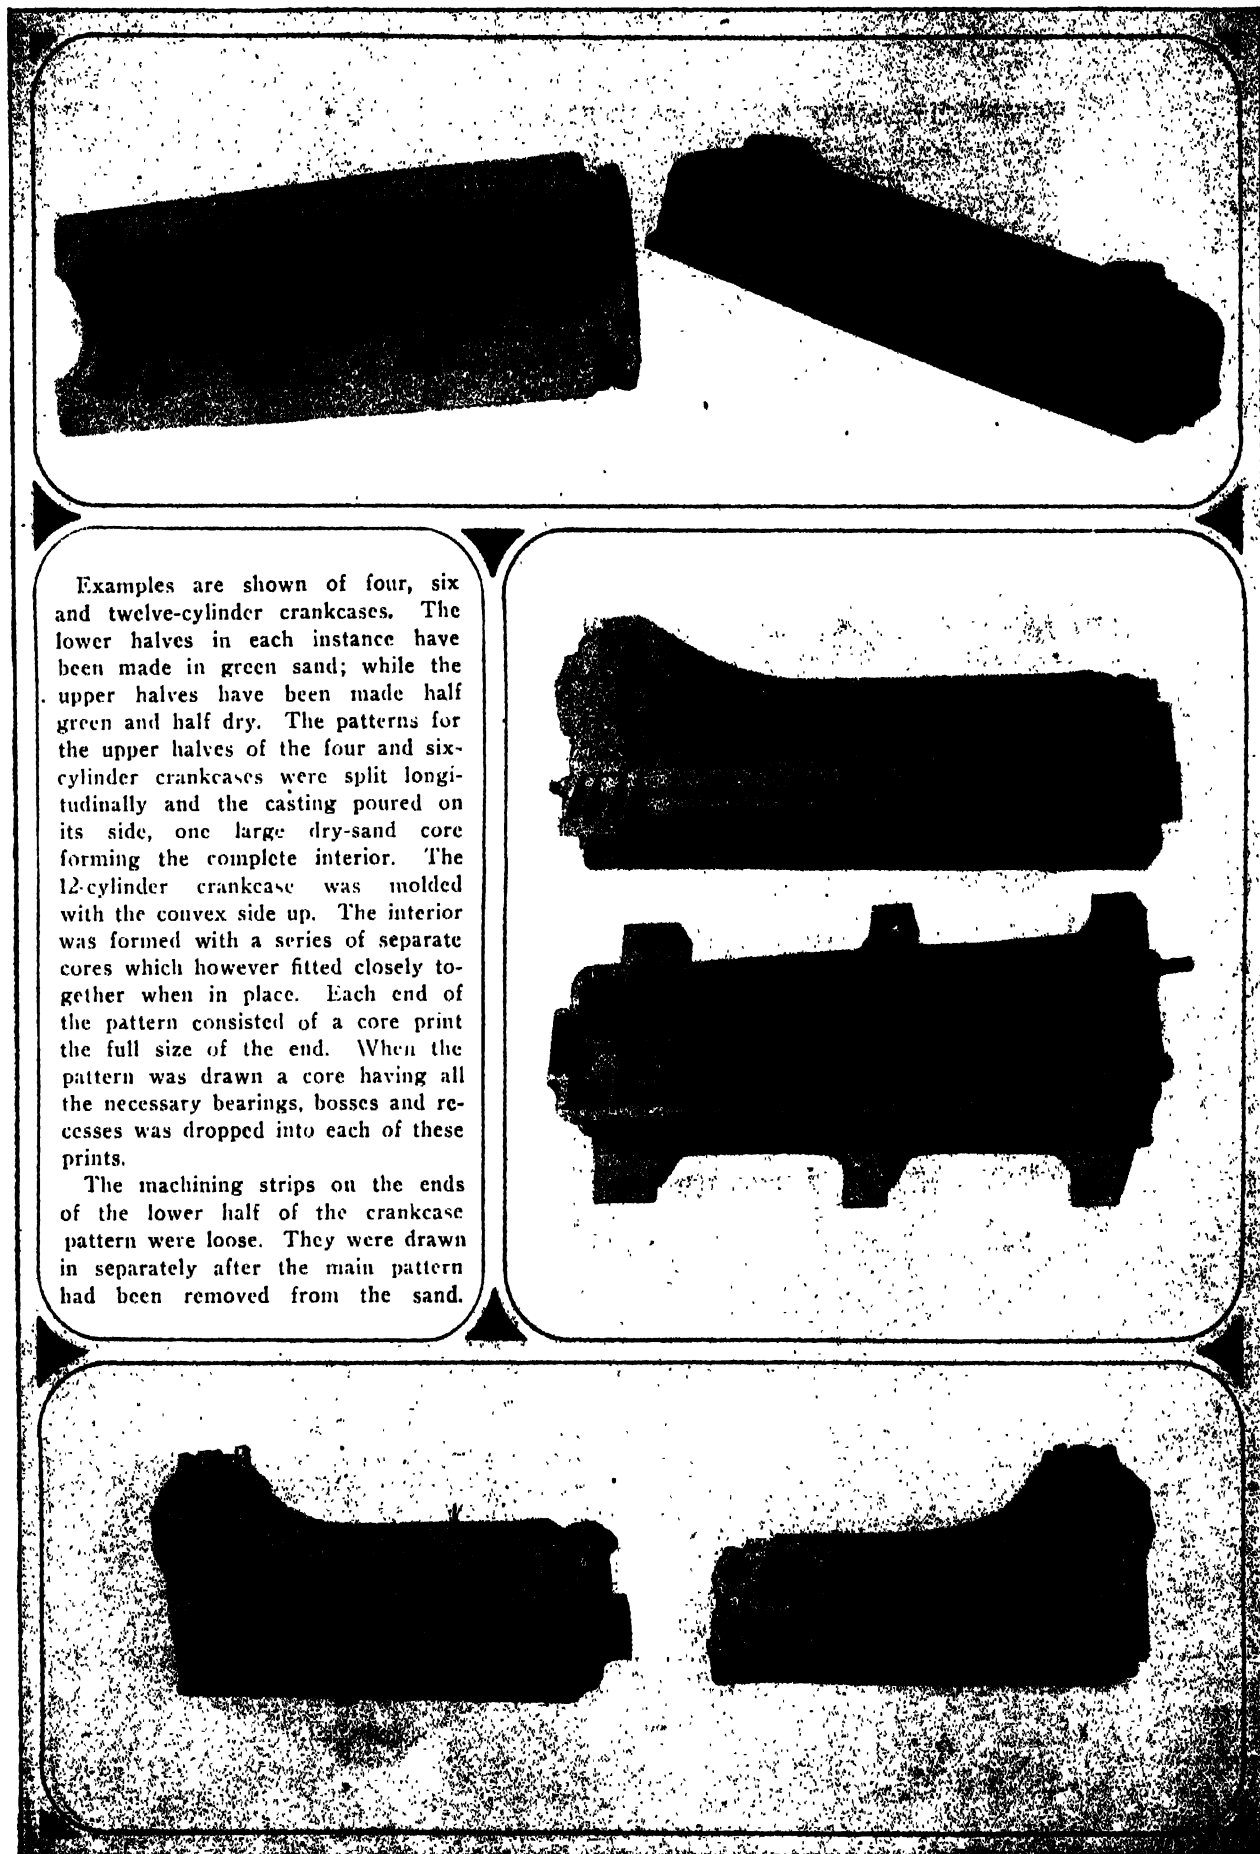 Examples are shown of four, six
and twelve-cylinder crankcases. The
lower halves in each instance have
been made in green sand; while the
upper halves have been made half
green and half dry. The patterns for
the upper halves of the four and six-
cylinder crankcases were split longi-
tudinally and the casting poured on
its side, one large dry-sand core
forming the complete interior. The
12-cylinder crankcase was molded
with the convex side up. The interior
was formed with a series of separate
cores which however fitted closely to-
gether when in place. Each end of
the pattern consisted of a core print
the full size of the end. When the
pattern was drawn a core having all
the necessary bearings, bosses and re-
cesses was dropped into each of these
prints.
The machining strips on the ends
of the lower half of the crankcase
pattern were loose. They were drawn
in separately after the main pattern
had been removed from the sand.